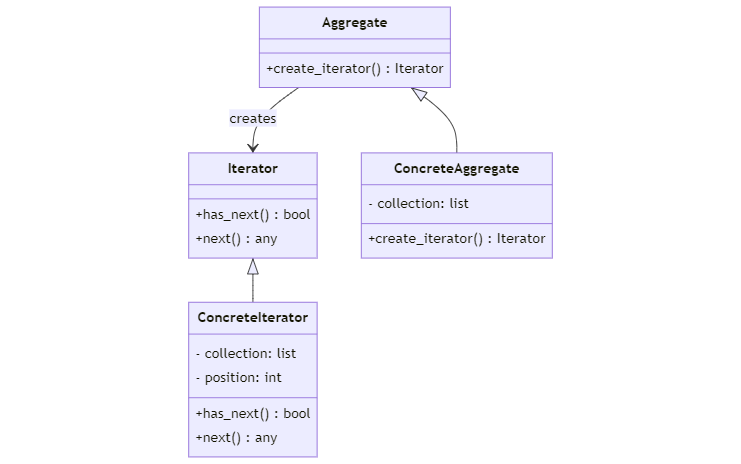 Aggregate
+create_iterator() : Iterator
creates
Iterator
+has_next() : bool
+next() : any
ConcreteAggregate
- collection: list
+create_iterator() : Iterator
ConcreteIterator
- collection: list
- position: int
+has_next() : bool
+next() : any